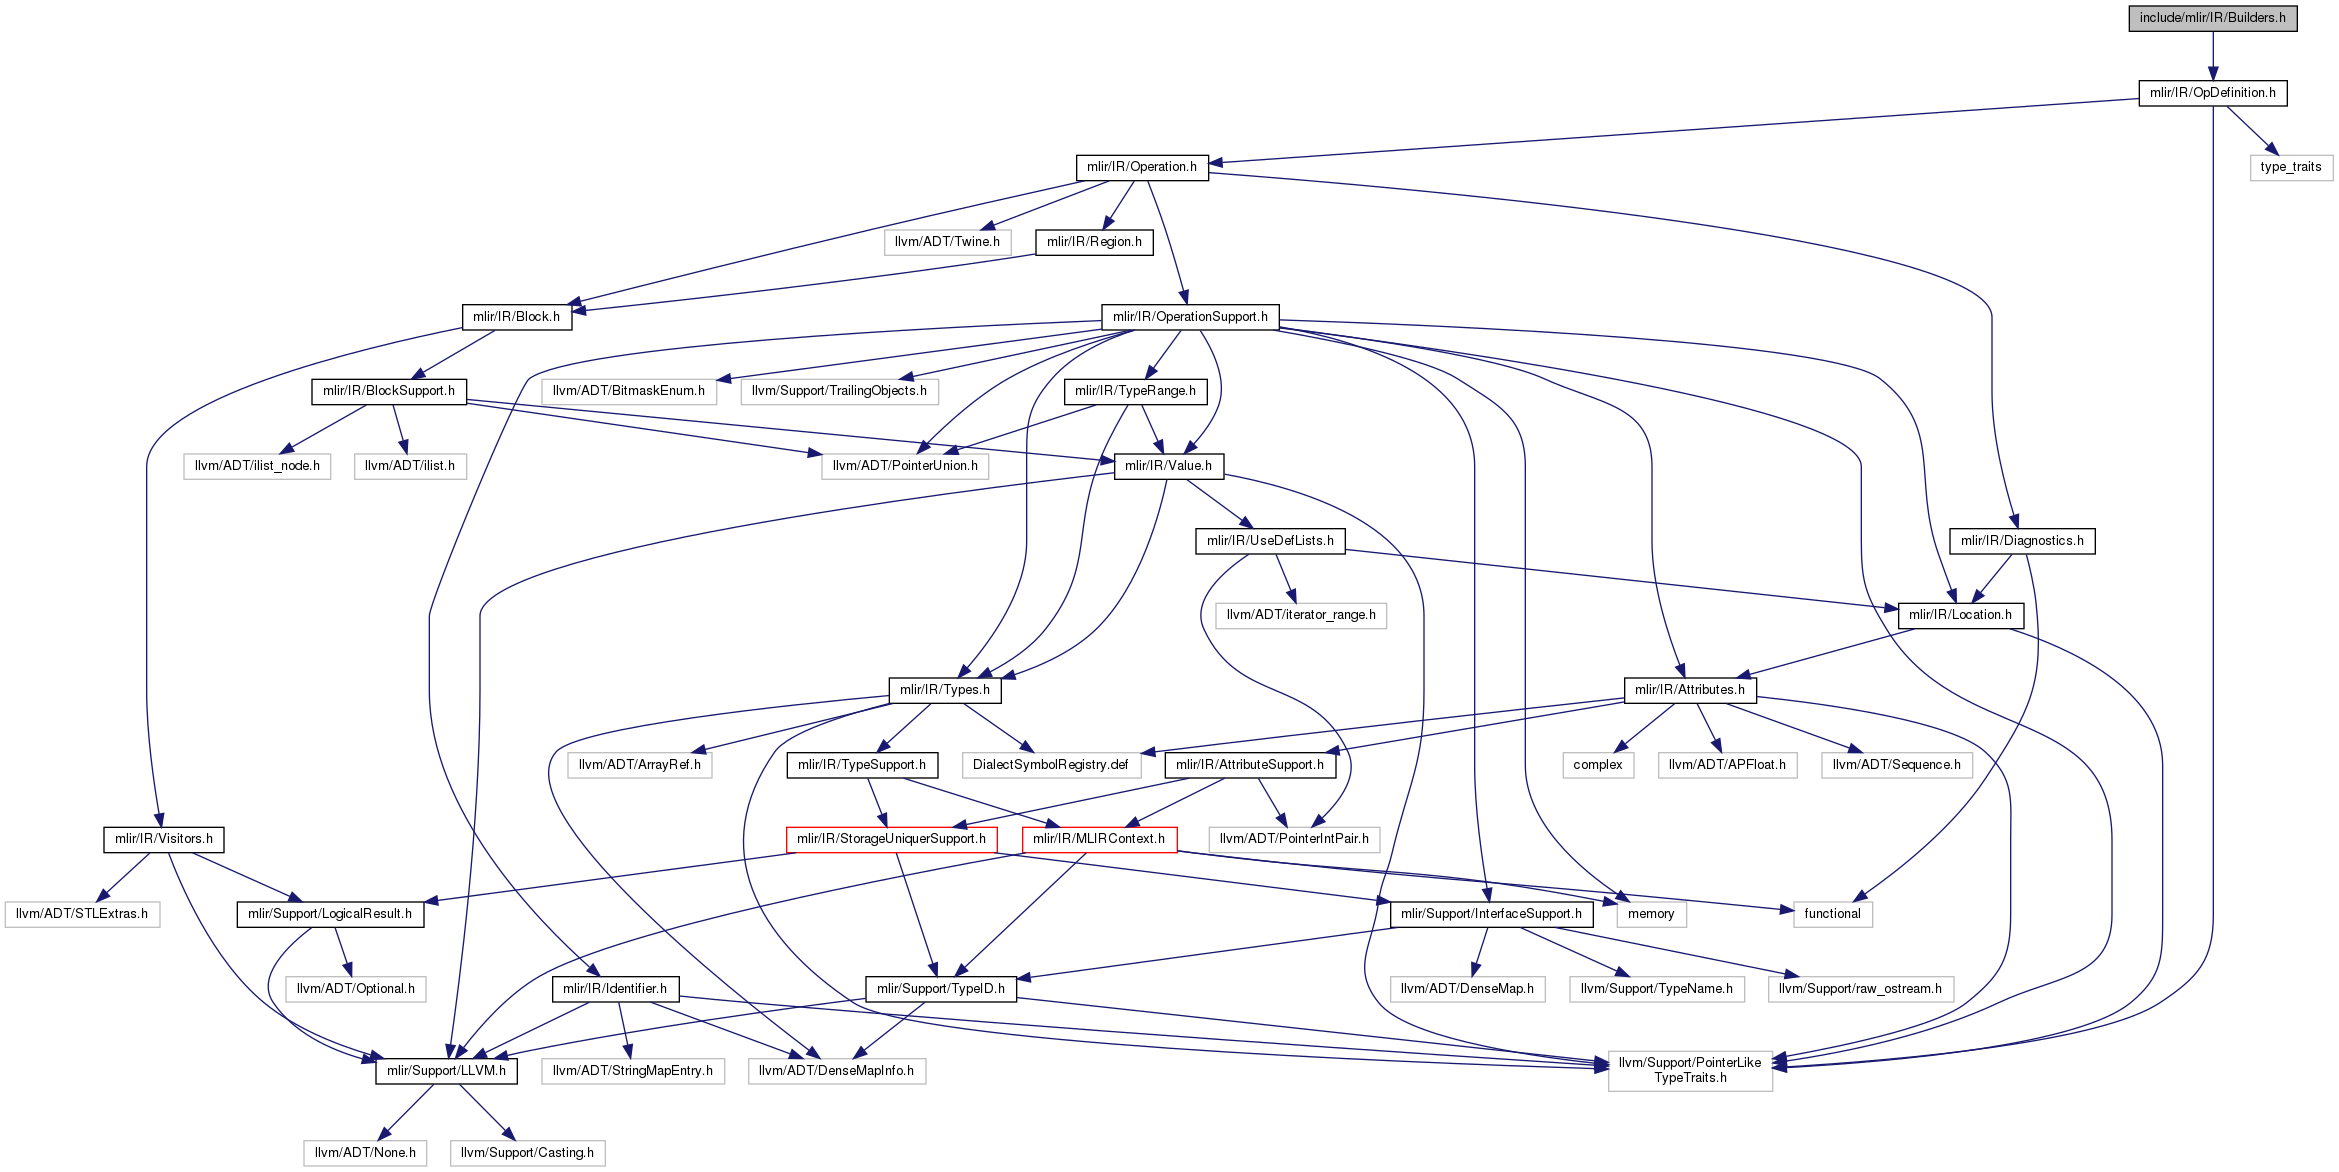 include/mlir/IR/Builders.h
mlir/IR/OpDefinition.h
mlir/IR/Operation.h
type_traits
llvm/ADT/Twine.h
mlir/IR/Region.h
mlir/IR/Block.h
mlir/IR/OperationSupport.h
mlir/IR/BlockSupport.h
llvm/ADT/BitmaskEnum.h
llvm/Support/TrailingObjects.h
mlir/IR/TypeRange.h
llvm/ADT/ilist_node.h
llvm/ADT/ilist.h
llvm/ADT/PointerUnion.h
mlir/IR/Value.h
mlir/IR/UseDefLists.h
mlir/IR/Diagnostics.h
llvm/ADT/iterator_range.h
mlir/IR/Location.h
mlir/IR/Types.h
mlir/IR/Attributes.h
llvm/ADT/ArrayRef.h
mlir/IR/TypeSupport.h
DialectSymbolRegistry.def
mlir/IR/AttributeSupport.h
complex
llvm/ADT/APFloat.h
llvm/ADT/Sequence.h
mlir/IR/Visitors.h
mlir/IR/StorageUniquerSupport.h
mlir/IR/MLIRContext.h
llvm/ADT/PointerIntPair.h
llvm/ADT/STLExtras.h
mlir/Support/LogicalResult.h
mlir/Support/InterfaceSupport.h
memory
functional
llvm/ADT/Optional.h
mlir/IR/Identifier.h
mlir/Support/TypeID.h
llvm/ADT/DenseMap.h
llvm/Support/TypeName.h
llvm/Support/raw_ostream.h
mlir/Support/LLVM.h
llvm/ADT/StringMapEntry.h
llvm/ADT/DenseMapInfo.h
llvm/Support/PointerLike
TypeTraits.h
llvm/ADT/None.h
llvm/Support/Casting.h